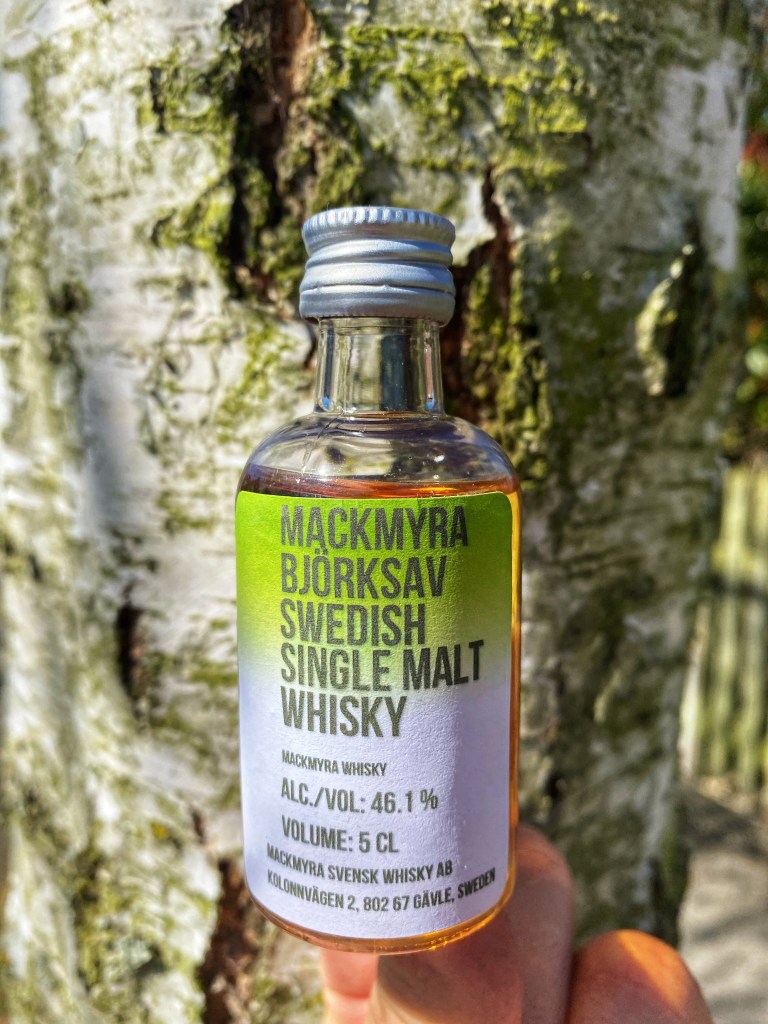 MACKMYRA
BJÖRKSAV
SWEDISH
SINGLE MALT
WHISKY
MACKMYRA WHISKY
ALC./VOL: 46.1 %
VOLUME: 5 CL
MACKMYRA SVENSK WHISKY AB
KOLONNVÄGEN 2, 802 67 GÄVLE, SWEDEN